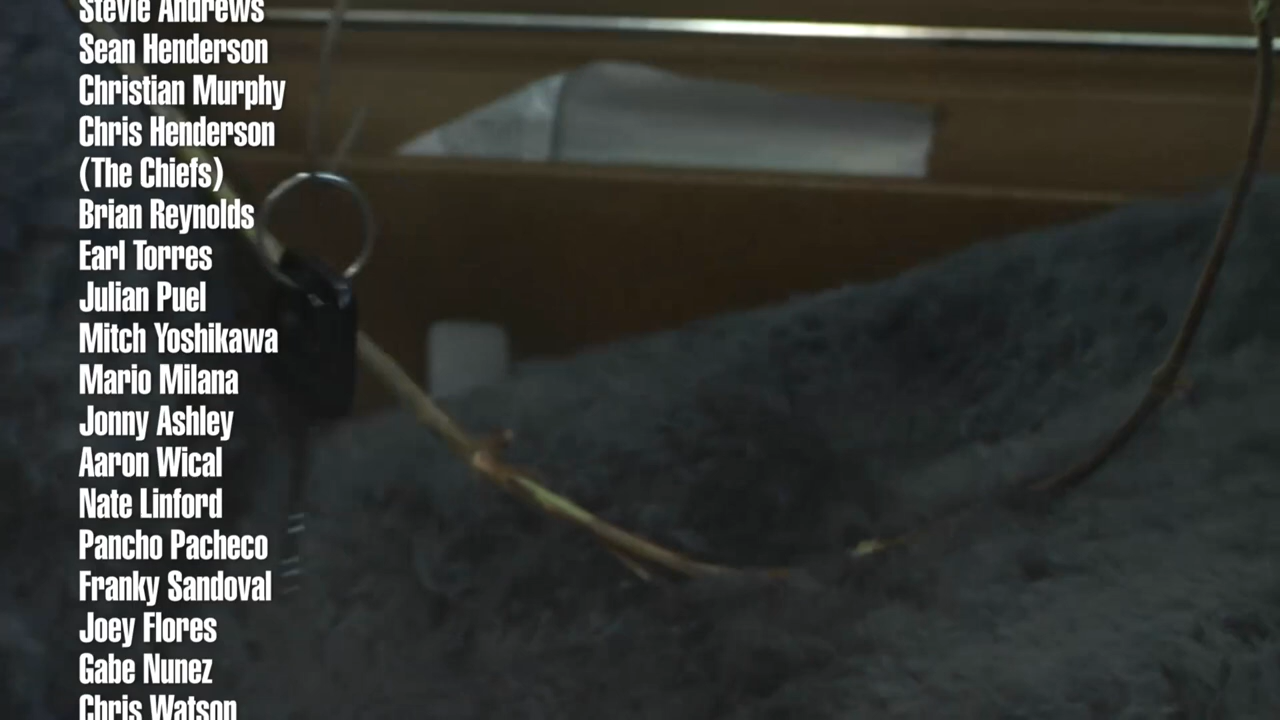 Stevie Andrews
Sean Henderson
Christian Murphy
Chris Henderson
(The Chiefs)
Brian Reynolds
Earl Torres
Julian Puel
Mitch Yoshikawa
Mario Milana
Jonny Ashley
Aaron Wical
Nate Linford
Pancho Pacheco
Franky Sandoval
Joey Flores
Gabe Nunez
Chris Watson